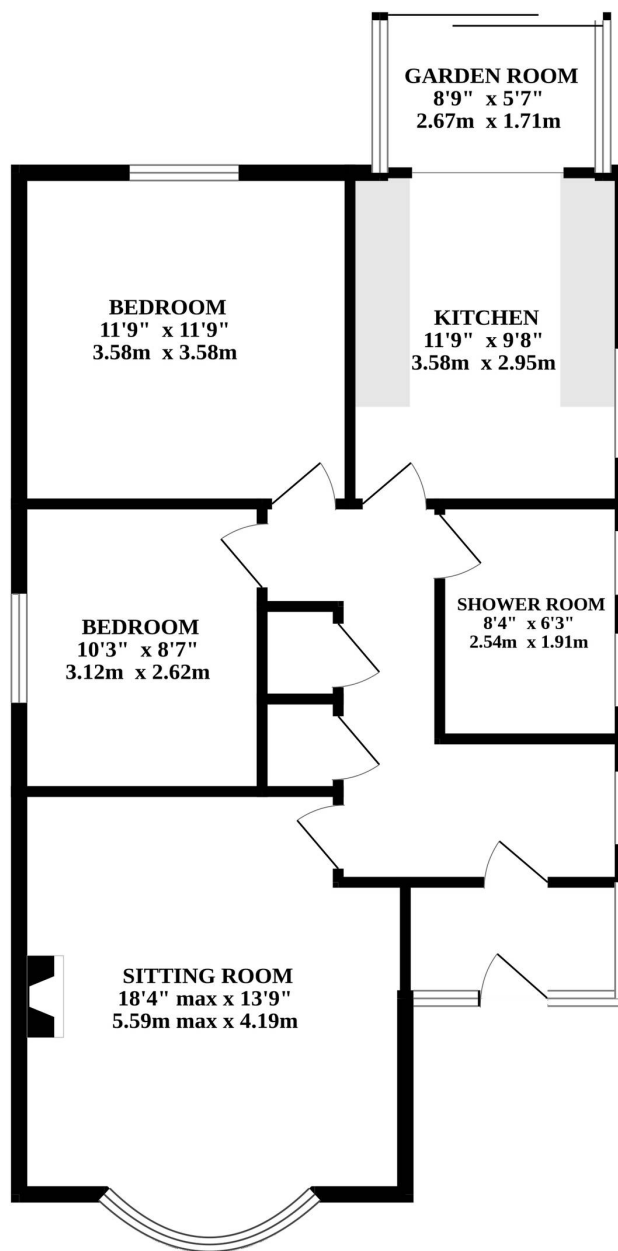 GARDEN ROOM
8'9" x 5'7"
2.67m x 1.71m
BEDROOM
11'9" x 11'9"
3.58m x 3.58m
KITCHEN
11'9" x 9'8"
3.58m x 2.95m
BEDROOM
10'3" x 8'7"
3.12m x 2.62m
SHOWER ROOM
8'4" x 6'3"
2.54m x 1.91m
SITTING ROOM
18'4" max x 13'9"
5.59m max x 4.19m